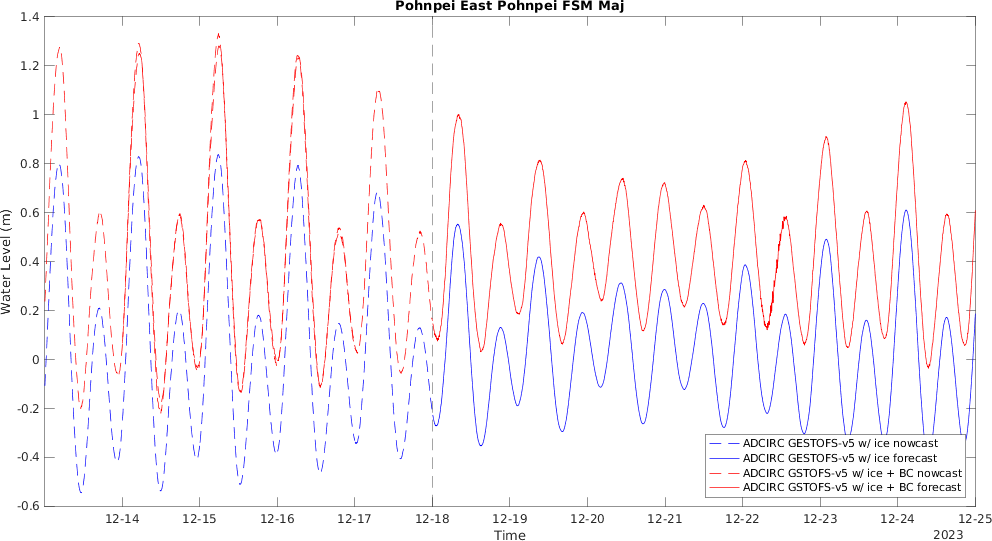 Pohnpei East Pohnpei FSM Maj
1.4
1.2
1
0.8
0.6
0.4
0.2
0
-0.2
-0.4
-0.6
Water Level (m)
12-14 12-15 12-16 12-17 12-18 12-19 12-20 12-21 12-22 12-23 12-24 12-25
Time
2023
ADCIRC GESTOFS-v5 w/ ice nowcast
ADCIRC GESTOFS-v5 w/ ice forecast
ADCIRC GSTOFS-v5 w/ ice + BC nowcast
ADCIRC GSTOFS-v5 w/ ice + BC forecast